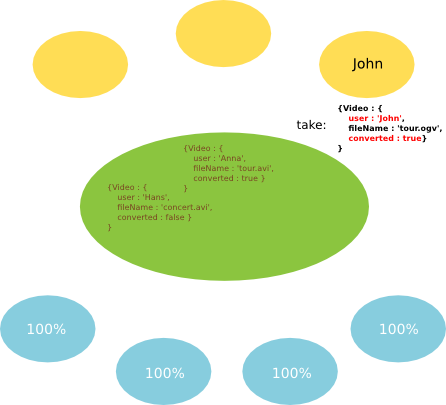 John
take:
{Video : {
user : 'John',
fileName : 'tour.ogv',
converted : true}
}
{Video : {
user : 'Anna',
fileName : 'tour.avi',
converted : true }
}
{Video : {
user : 'Hans',
fileName : 'concert.avi',
converted : false }
}
100%
100%
100%
100%